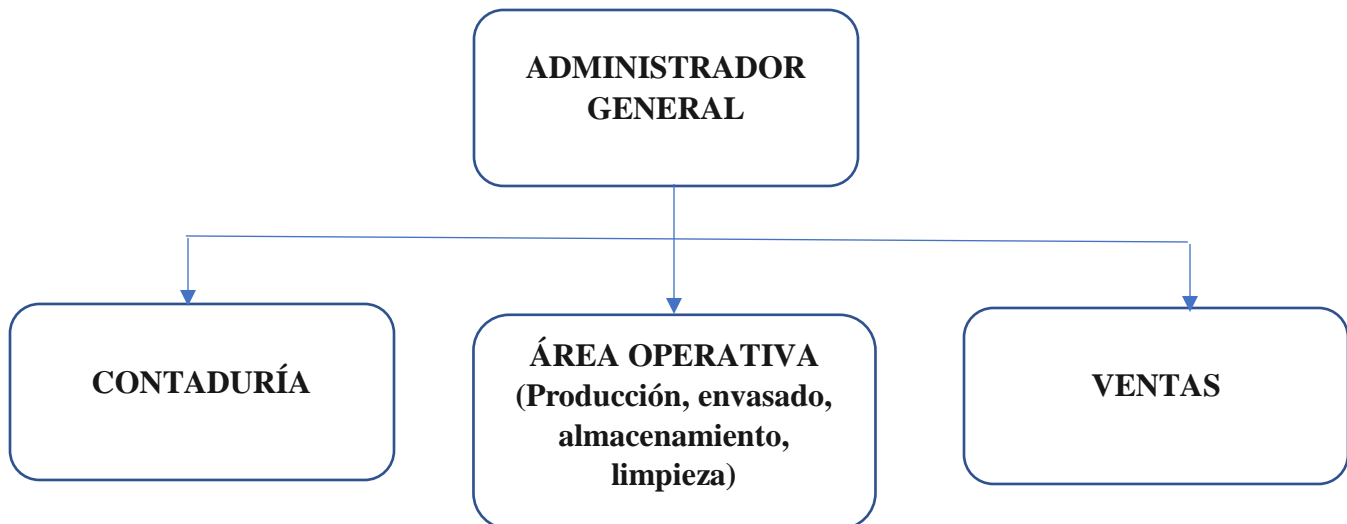 ADMINISTRADOR
GENERAL
CONTADURÍA
ÁREA OPERATIVA
(Producción, envasado,
almacenamiento,
limpieza)
VENTAS